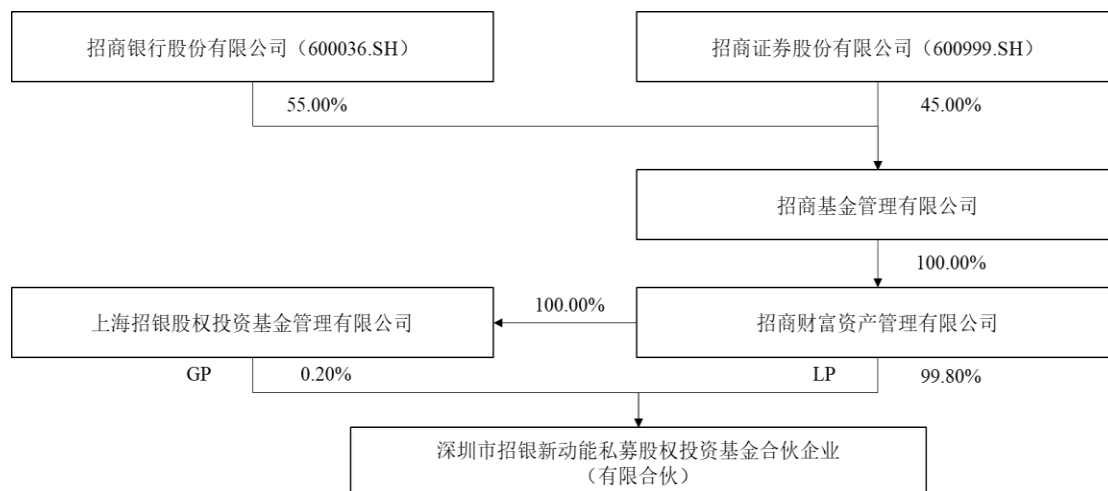 招商银行股份有限公司（600036.SH）
招商证券股份有限公司（600999.SH）
55.00%
45.00%
招商基金管理有限公司
100.00%
上海招银股权投资基金管理有限公司
100.00%
招商财富资产管理有限公司
GP
0.20%
LP
99.80%
深圳市招银新动能私募股权投资基金合伙企业
（有限合伙）